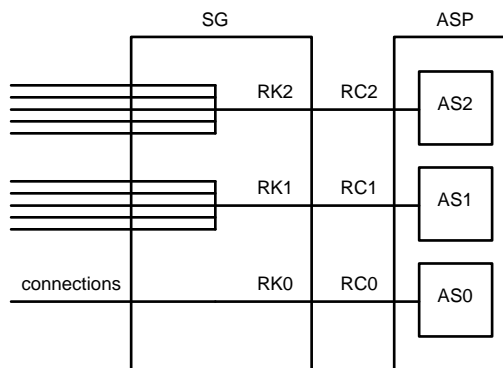 SG ASP
RK2 RC2 AS2
RK1 RC1 AS1
connections RK0 RC0 AS0